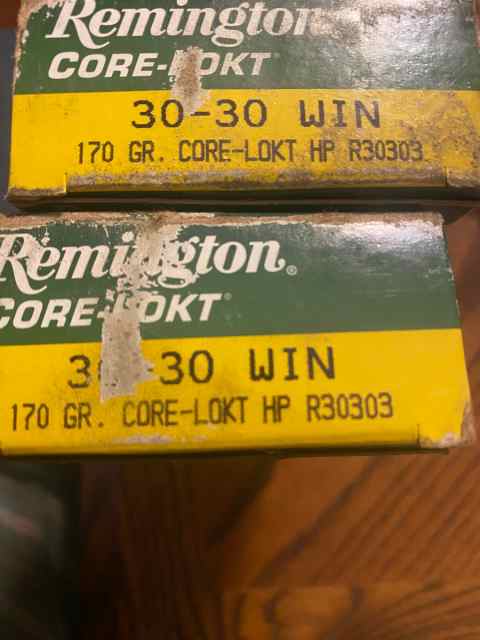 Remington
CORE-LOKT
30-30 WIN
170 GR. CORE-LOKT HP R30303
Remington®
CORE-LOKT®
30-30 WIN
170 GR. CORE-LOKT HP R30303